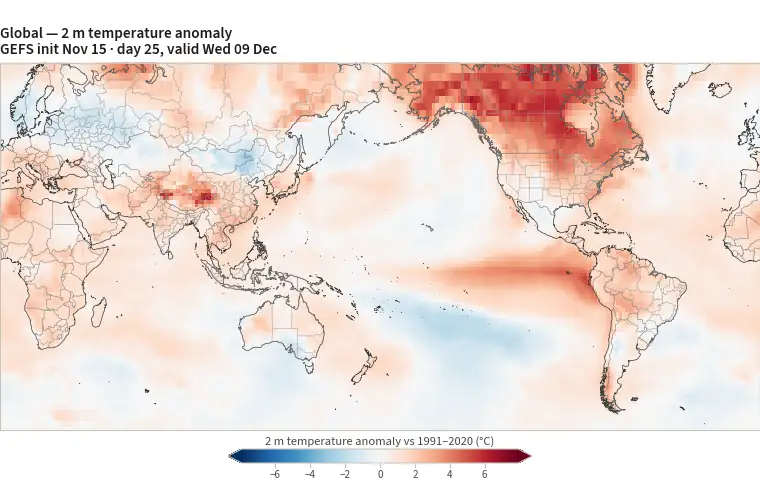 Global — 2 m temperature anomaly
GEFS init Nov 15 · day 25, valid Wed 09 Dec
2 m temperature anomaly vs 1991–2020 (°C)
−6 −4 −2 0 2 4 6